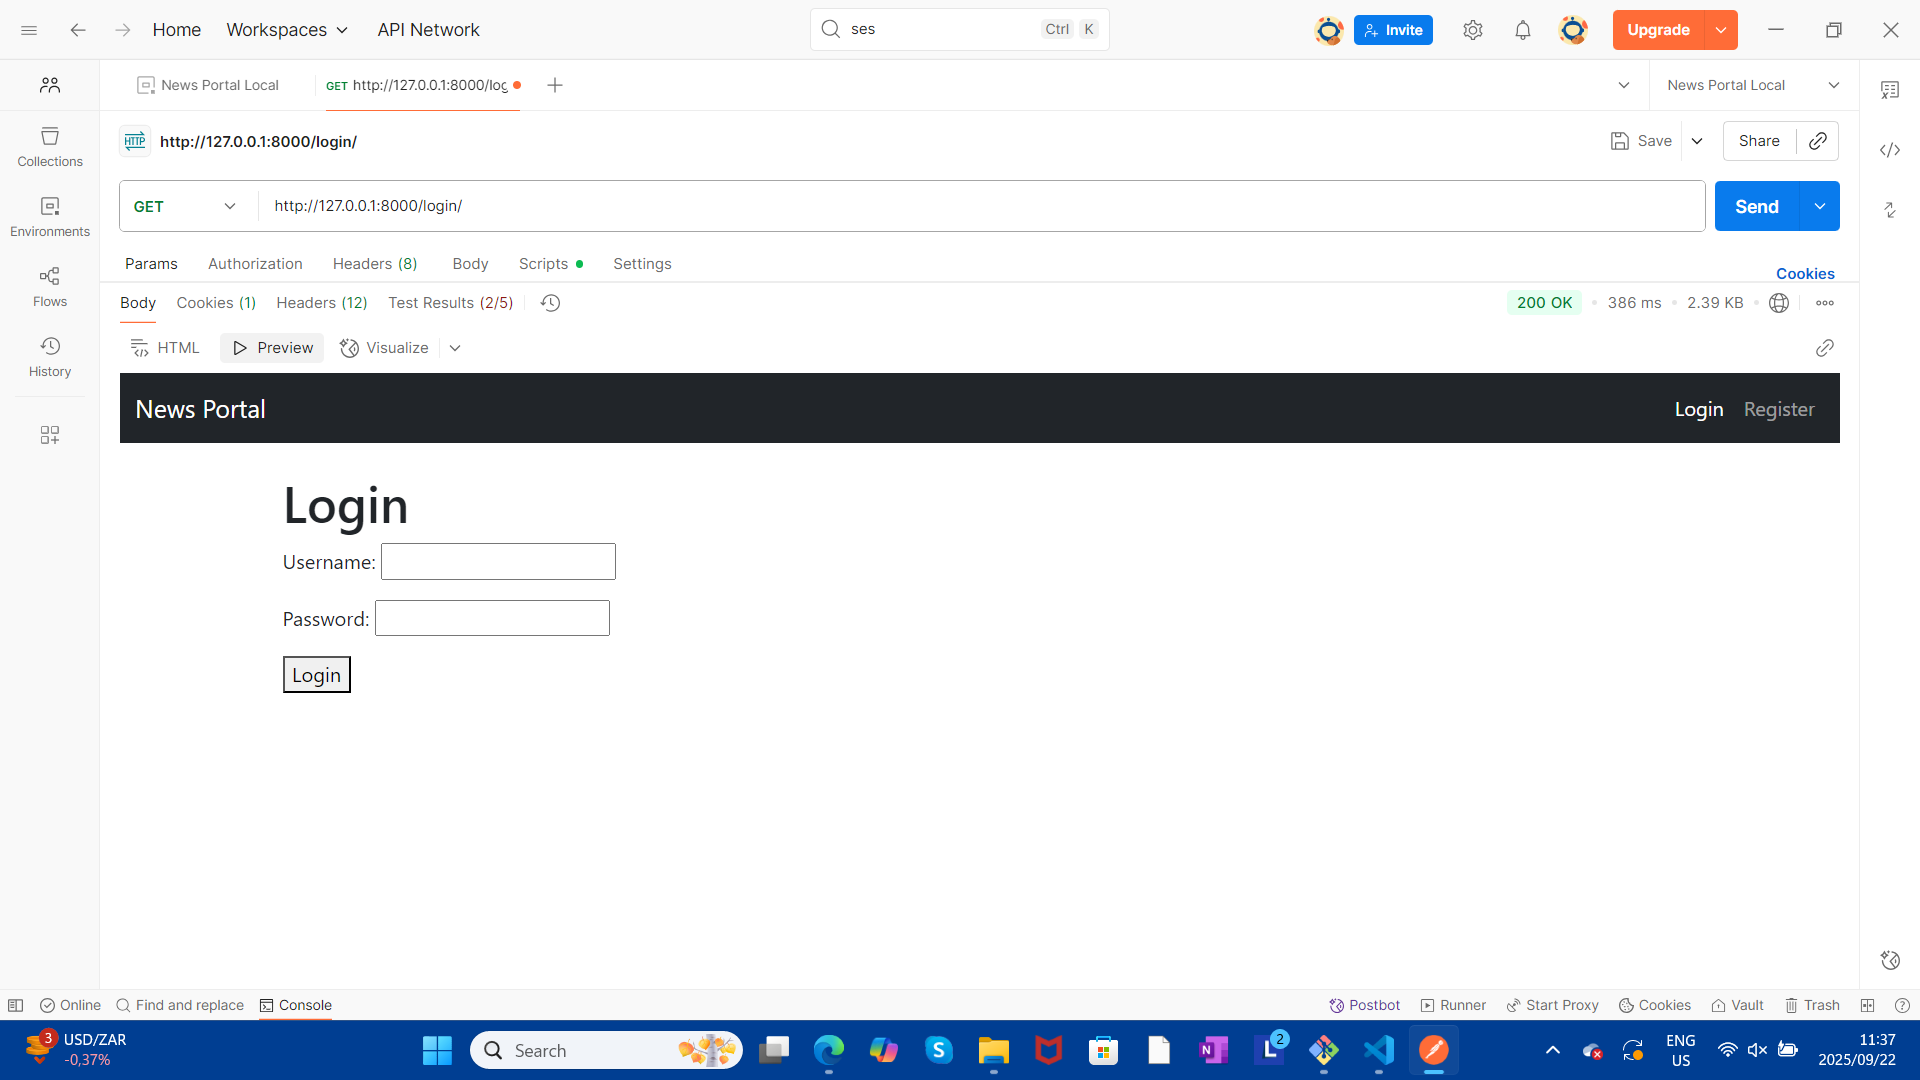 Home Workspaces API Network ses Ctrl K Invite Upgrade
News Portal Local GET http://127.0.0.1:8000/log News Portal Local
HTTP http://127.0.0.1:8000/login/ Save Share
GET http://127.0.0.1:8000/login/ Send
Params Authorization Headers (8) Body Scripts Settings Cookies
Body Cookies (1) Headers (12) Test Results (2/5) 200 OK 386 ms 2.39 KB
HTML Preview Visualize
Collections
Environments
Flows
History
News Portal Login Register
Login
Username:
Password:
Login
Online Find and replace Console Postbot Runner Start Proxy Cookies Vault Trash
3 USD/ZAR
-0,37%
Search
S
N
L 2
ENG
US
11:37
2025/09/22